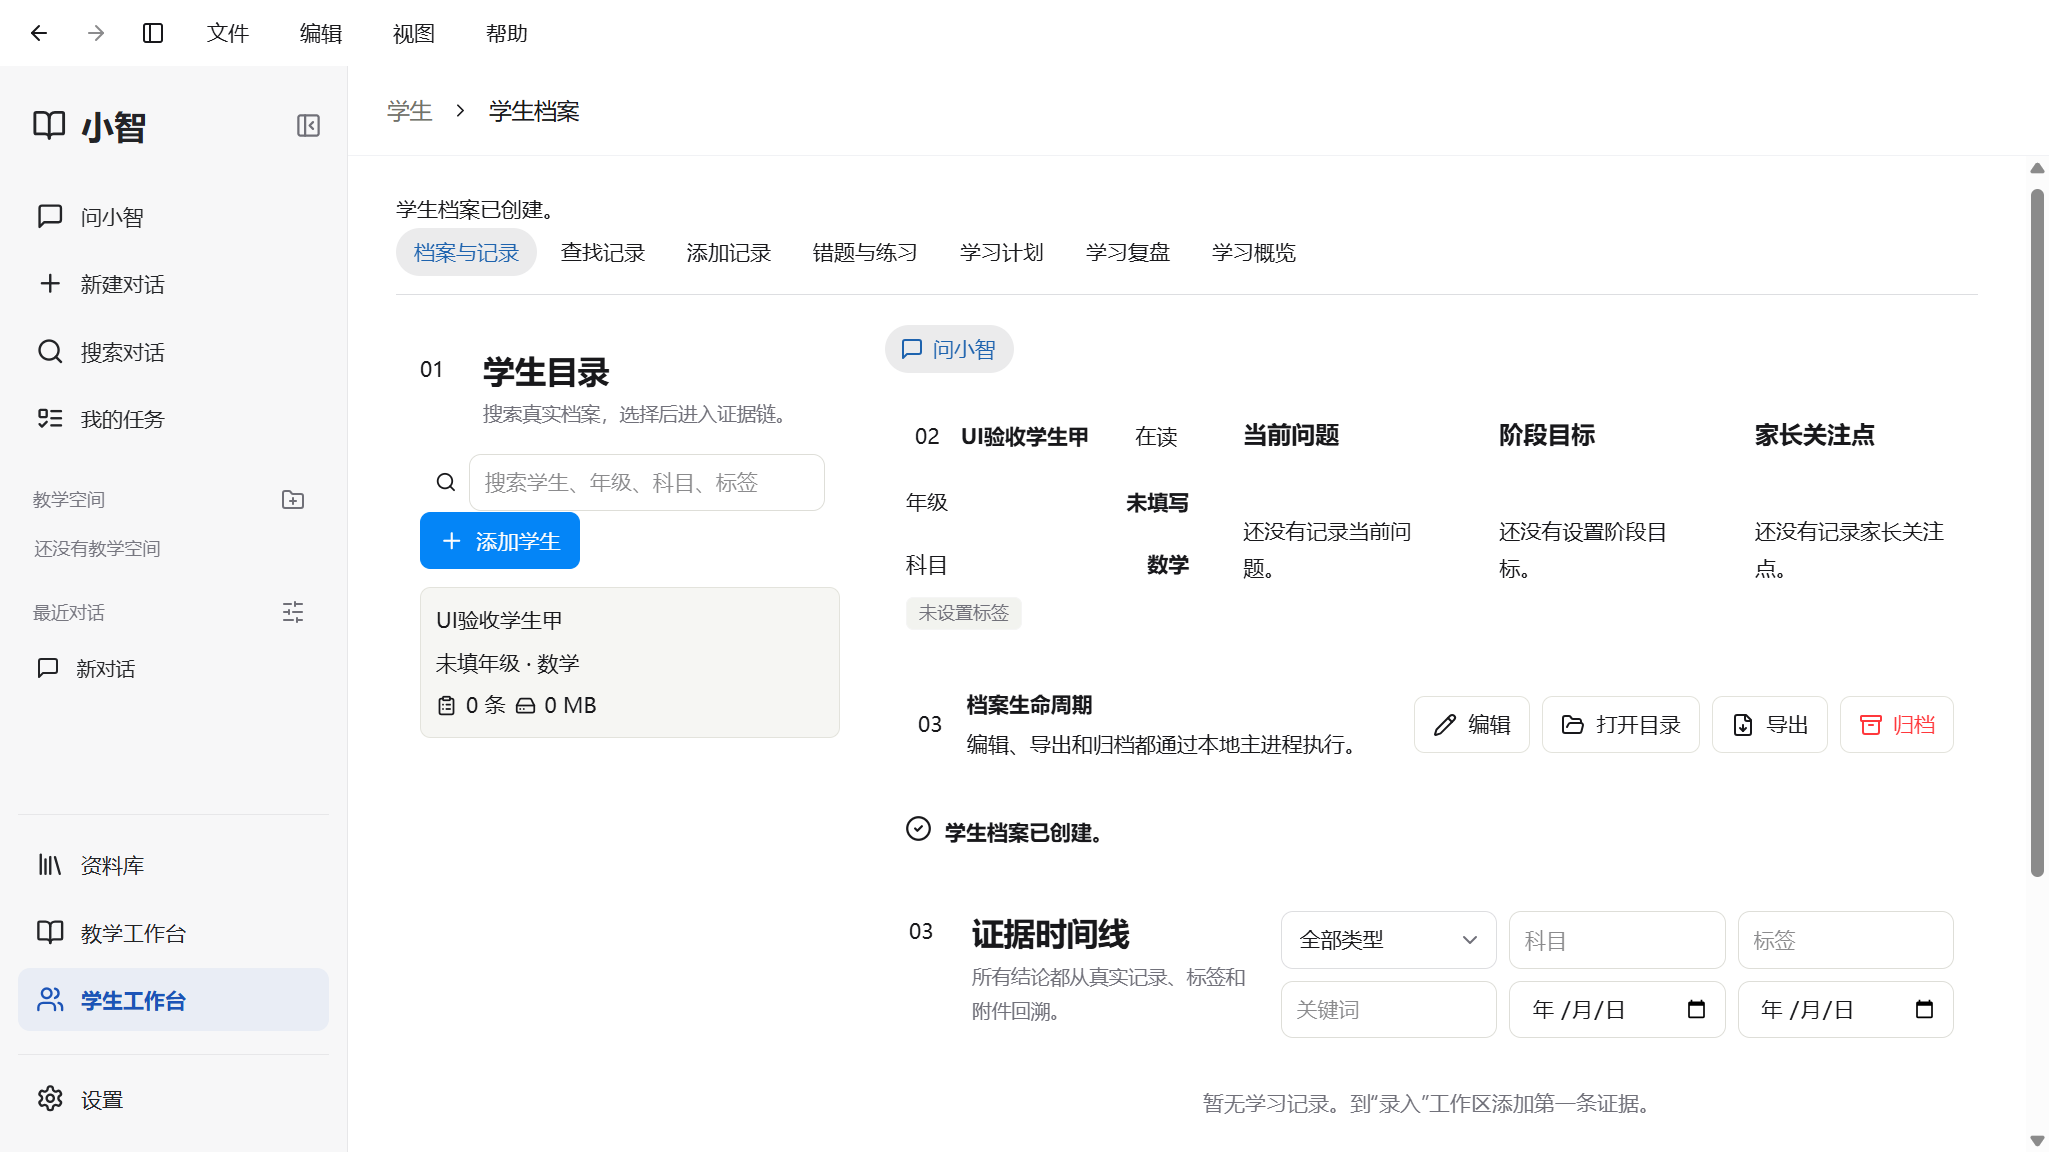 文件 编辑 视图 帮助
小智
问小智
新建对话
搜索对话
我的任务
教学空间
还没有教学空间
最近对话
新对话
资料库
教学工作台
学生工作台
设置
学生 > 学生档案
学生档案已创建。
档案与记录 查找记录 添加记录 错题与练习 学习计划 学习复盘 学习概览
01 学生目录
搜索真实档案，选择后进入证据链。
搜索学生、年级、科目、标签
添加学生
UI验收学生甲
未填年级 · 数学
0 条 0 MB
问小智
02 UI验收学生甲 在读
年级 未填写
科目 数学
未设置标签
当前问题
还没有记录当前问
题。
阶段目标
还没有设置阶段目
标。
家长关注点
还没有记录家长关注
点。
03 档案生命周期
编辑、导出和归档都通过本地主进程执行。
编辑 打开目录 导出 归档
学生档案已创建。
03 证据时间线
所有结论都从真实记录、标签和
附件回溯。
全部类型 科目 标签
关键词 年 /月/日 年 /月/日
暂无学习记录。到“录入”工作区添加第一条证据。